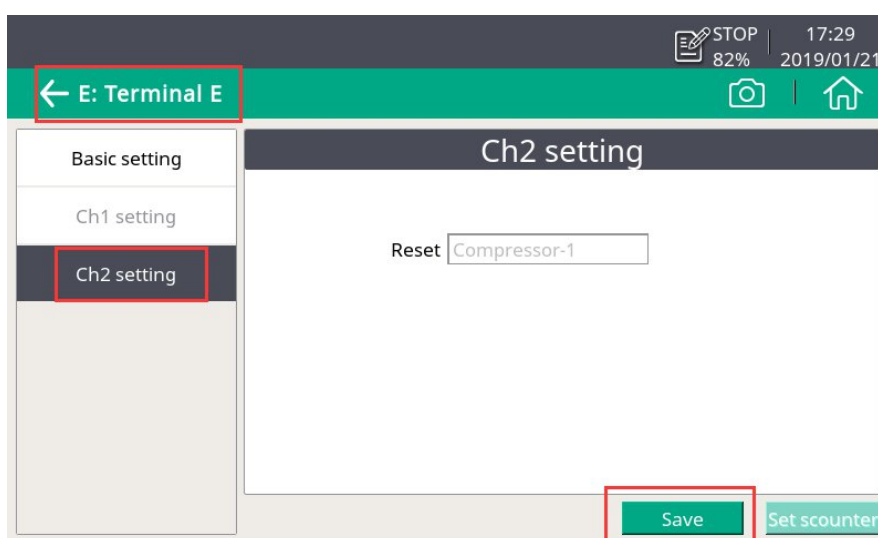 STOP 17:29
82% 2019/01/21
E: Terminal E
Basic setting
Ch2 setting
Ch1 setting
Reset Compressor-1
Ch2 setting
Save Set scounter